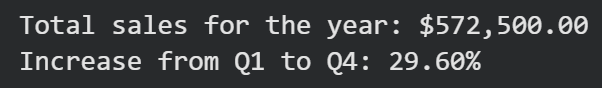 Total sales for the year: $572,500.00
Increase from Q1 to Q4: 29.60%